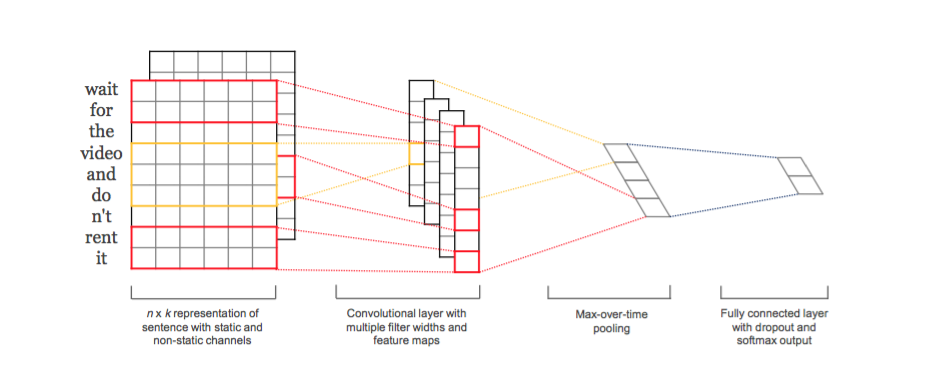 wait
for
the
video
and
do
n't
rent
it
n x k representation of
sentence with static and
non-static channels
Convolutional layer with
multiple filter widths and
feature maps
Max-over-time
pooling
Fully connected layer
with dropout and
softmax output